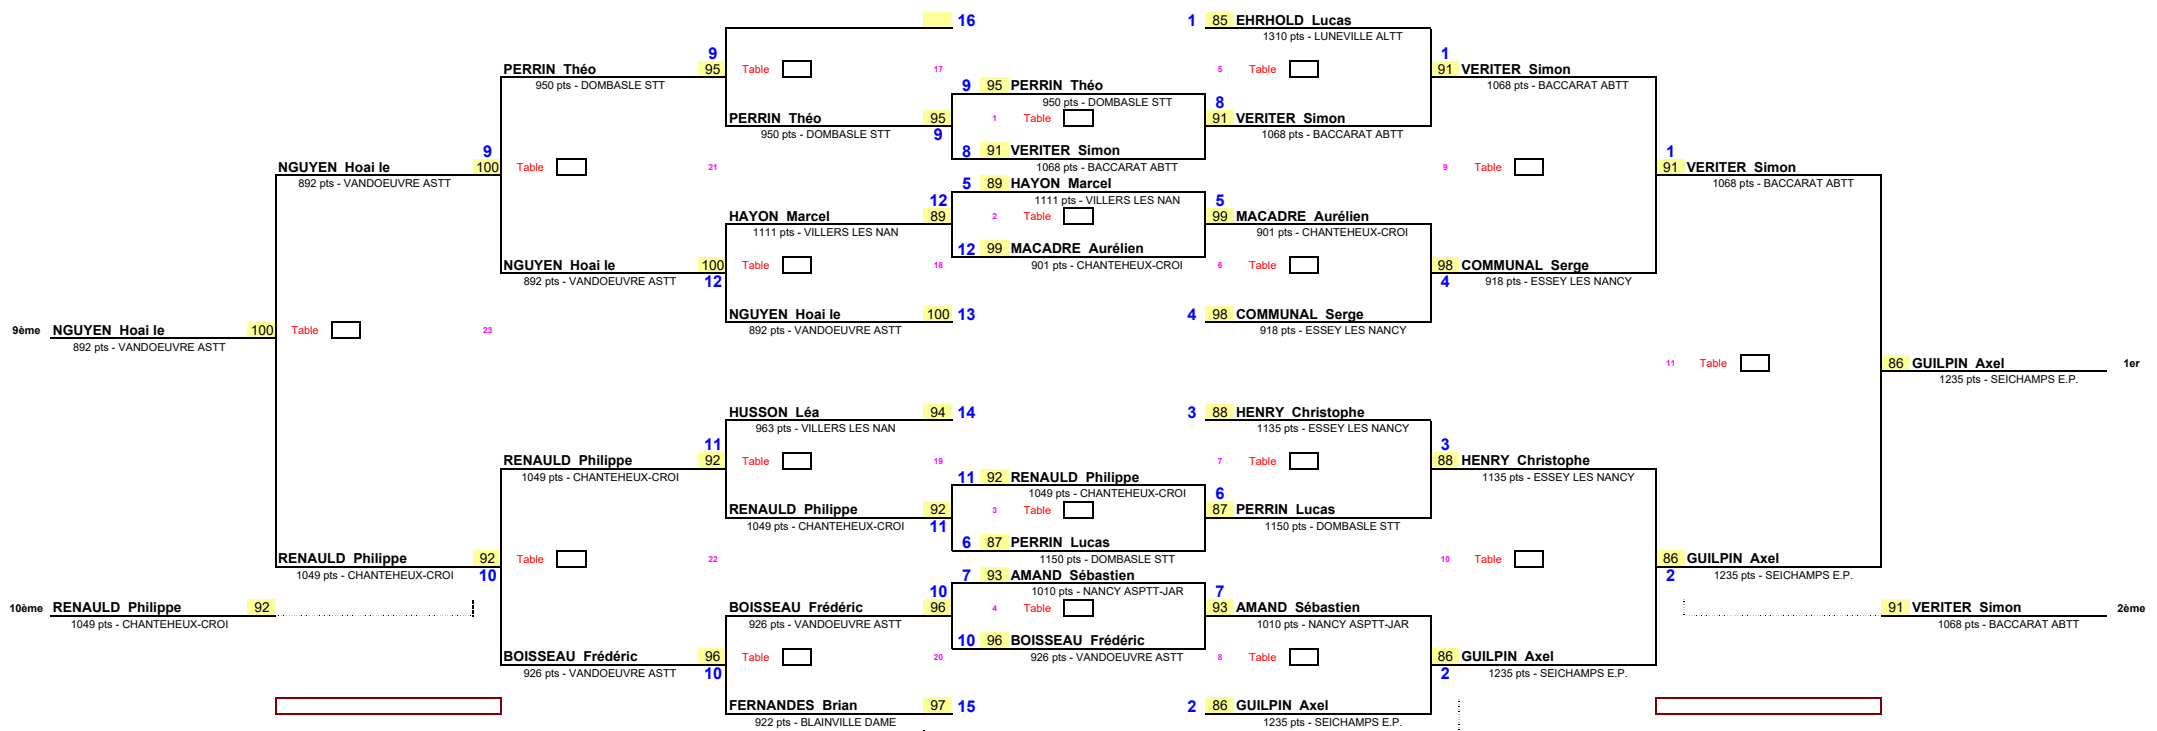 16 1 85 EHRHOLD Lucas
1310 pts - LUNEVILLE ALTT
9 1
PERRIN Théo 95 Table 17 5 Table 91 VERITER Simon
950 pts - DOMBASLE STT 9 95 PERRIN Théo 1068 pts - BACCARAT ABTT
950 pts - DOMBASLE STT 8
PERRIN Théo 95 1 Table 91 VERITER Simon
950 pts - DOMBASLE STT 9 1068 pts - BACCARAT ABTT
9 8 91 VERITER Simon 1
NGUYEN Hoai le 100 Table 21 1068 pts - BACCARAT ABTT 9 Table 91 VERITER Simon
892 pts - VANDOEUVRE ASTT 5 89 HAYON Marcel 1068 pts - BACCARAT ABTT
12 1111 pts - VILLERS LES NAN 5
HAYON Marcel 89 2 Table 99 MACADRE Aurélien
1111 pts - VILLERS LES NAN 901 pts - CHANTEHEUX-CROI
12 99 MACADRE Aurélien
NGUYEN Hoai le 100 Table 18 901 pts - CHANTEHEUX-CROI 6 Table 98 COMMUNAL Serge
892 pts - VANDOEUVRE ASTT 12 4 918 pts - ESSEY LES NANCY
NGUYEN Hoai le 100 13 4 98 COMMUNAL Serge
9ème NGUYEN Hoai le 100 Table 23 892 pts - VANDOEUVRE ASTT 918 pts - ESSEY LES NANCY
892 pts - VANDOEUVRE ASTT
11 Table 86 GUILPIN Axel 1er
1235 pts - SEICHAMPS E.P.
HUSSON Léa 94 14 3 88 HENRY Christophe
963 pts - VILLERS LES NAN 1135 pts - ESSEY LES NANCY
11 3
RENAULD Philippe 92 Table 19 7 Table 88 HENRY Christophe
1049 pts - CHANTEHEUX-CROI 11 92 RENAULD Philippe 1135 pts - ESSEY LES NANCY
1049 pts - CHANTEHEUX-CROI 6
RENAULD Philippe 92 3 Table 87 PERRIN Lucas
1049 pts - CHANTEHEUX-CROI 11 1150 pts - DOMBASLE STT
6 87 PERRIN Lucas
RENAULD Philippe 92 Table 22 1150 pts - DOMBASLE STT 10 Table 86 GUILPIN Axel
1049 pts - CHANTEHEUX-CROI 10 7 93 AMAND Sébastien 2 1235 pts - SEICHAMPS E.P.
10 1010 pts - NANCY ASPTT-JAR 7
10ème RENAULD Philippe 92 BOISSEAU Frédéric 96 4 Table 93 AMAND Sébastien 91 VERITER Simon 2ème
1049 pts - CHANTEHEUX-CROI 926 pts - VANDOEUVRE ASTT 1010 pts - NANCY ASPTT-JAR 1068 pts - BACCARAT ABTT
10 96 BOISSEAU Frédéric
BOISSEAU Frédéric 96 Table 20 926 pts - VANDOEUVRE ASTT 8 Table 86 GUILPIN Axel
926 pts - VANDOEUVRE ASTT 10 2 1235 pts - SEICHAMPS E.P.
FERNANDES Brian 97 15 2 86 GUILPIN Axel
922 pts - BLAINVILLE DAME 1235 pts - SEICHAMPS E.P.